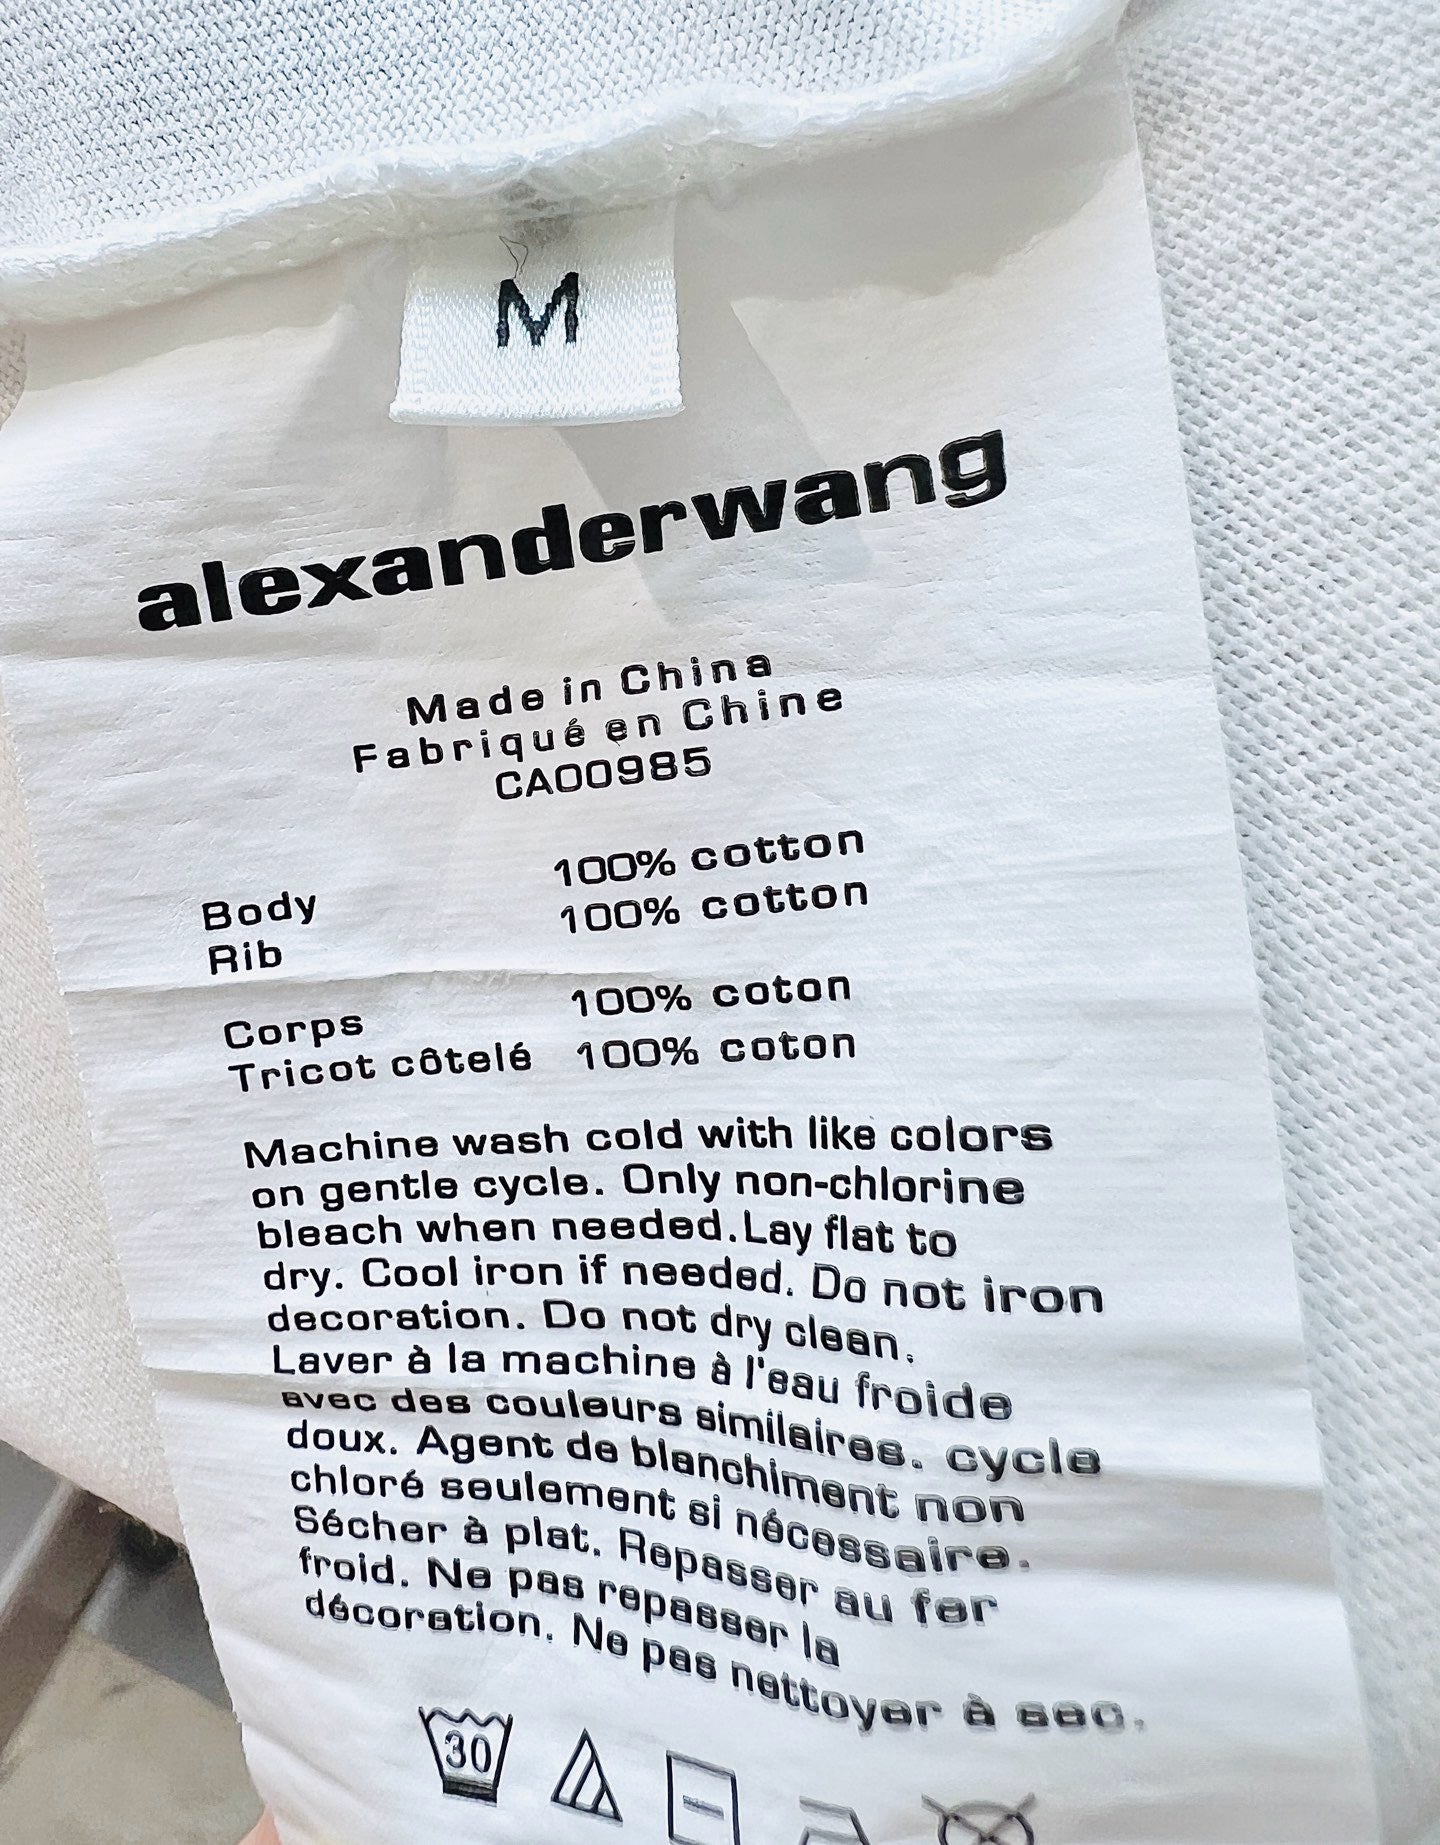 M
alexanderwang
Made in China
Fabriqué en Chine
CA00985
Body 100% cotton
Rib 100% cotton
Corps 100% coton
Tricot côtelé 100% coton
Machine wash cold with like colors
on gentle cycle. Only non-chlorine
bleach when needed.Lay flat to
dry. Cool iron if needed. Do not iron
decoration. Do not dry clean.
Laver à la machine à l'eau froide
avec des couleurs similaires. cycle
doux. Agent de blanchiment non
chloré seulement si nécessaire.
Sécher à plat. Repasser au fer
froid. Ne pas repasser la
décoration. Ne pas nettoyer à sec.
30